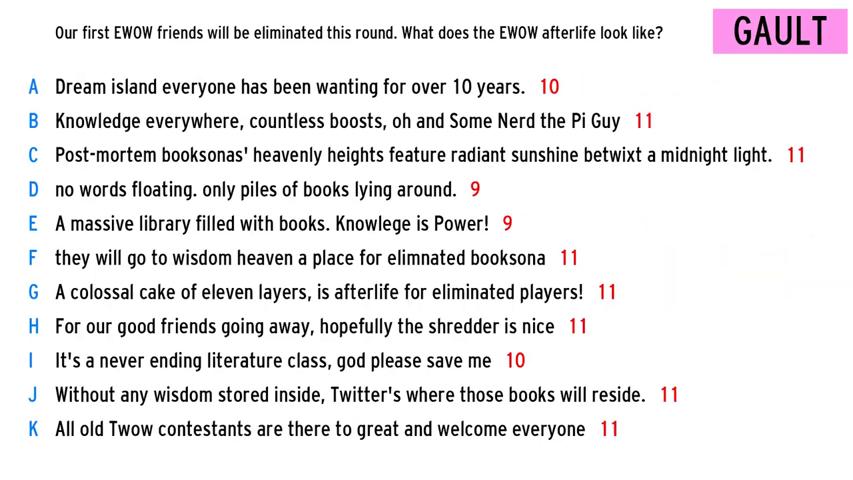 Our first EWOW friends will be eliminated this round. What does the EWOW afterlife look like?
GAULT
A Dream island everyone has been wanting for over 10 years. 10
B Knowledge everywhere, countless boosts, oh and Some Nerd the Pi Guy 11
C Post-mortem booksonas' heavenly heights feature radiant sunshine betwixt a midnight light. 11
D no words floating. only piles of books lying around. 9
E A massive library filled with books. Knowlege is Power! 9
F they will go to wisdom heaven a place for elimnated booksona 11
G A colossal cake of eleven layers, is afterlife for eliminated players! 11
H For our good friends going away, hopefully the shredder is nice 11
I It's a never ending literature class, god please save me 10
J Without any wisdom stored inside, Twitter's where those books will reside. 11
K All old Twow contestants are there to great and welcome everyone 11